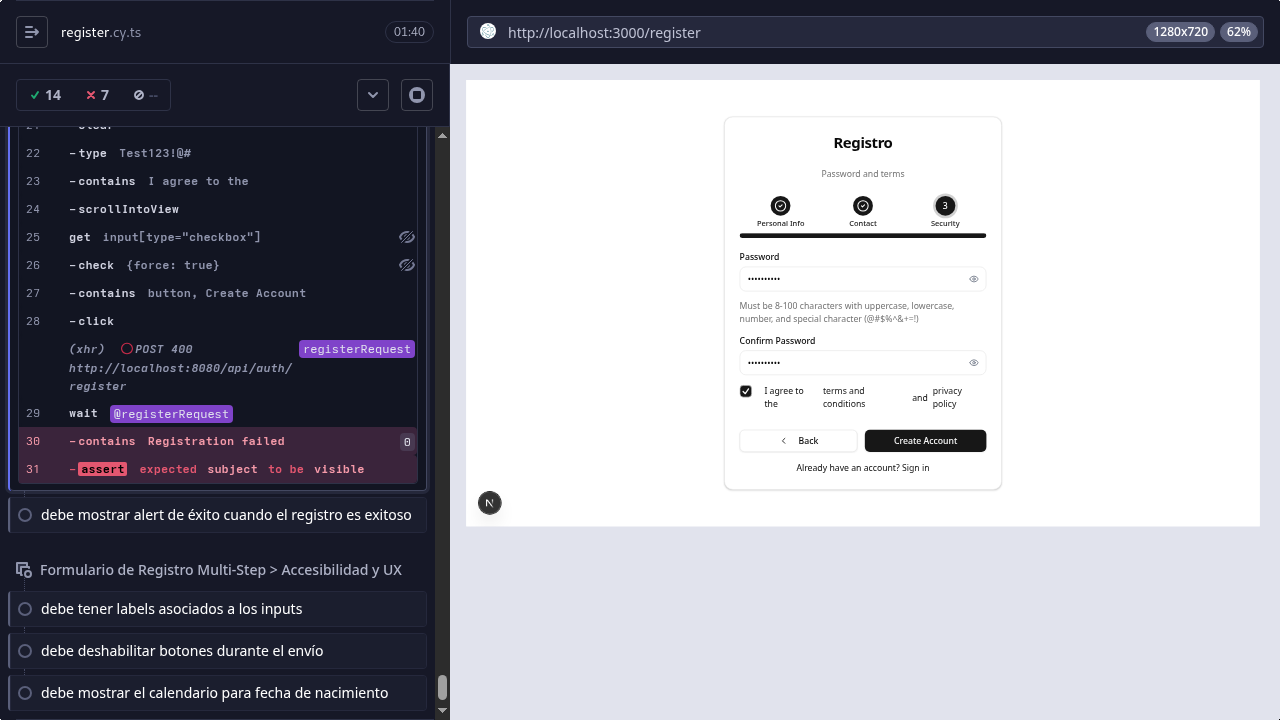 register.cy.ts
01:40
14
7
--
22 -type Test123!@#
23 -contains I agree to the
24 -scrollIntoView
25 get input[type="checkbox"]
26 -check {force: true}
27 -contains button, Create Account
28 -click
(xhr) POST 400 registerRequest
http://localhost:8080/api/auth/
register
29 wait @registerRequest
30 -contains Registration failed 0
31 -assert expected subject to be visible
debe mostrar alert de éxito cuando el registro es exitoso
Formulario de Registro Multi-Step > Accesibilidad y UX
debe tener labels asociados a los inputs
debe deshabilitar botones durante el envío
debe mostrar el calendario para fecha de nacimiento
http://localhost:3000/register
1280x720
62%
Registro
Password and terms
3
Personal Info
Contact
Security
Password
••••••••••
Must be 8-100 characters with uppercase, lowercase,
number, and special character (@#$%^&+=!)
Confirm Password
••••••••••
I agree to the
terms and conditions
and
privacy policy
Back
Create Account
Already have an account? Sign in
N